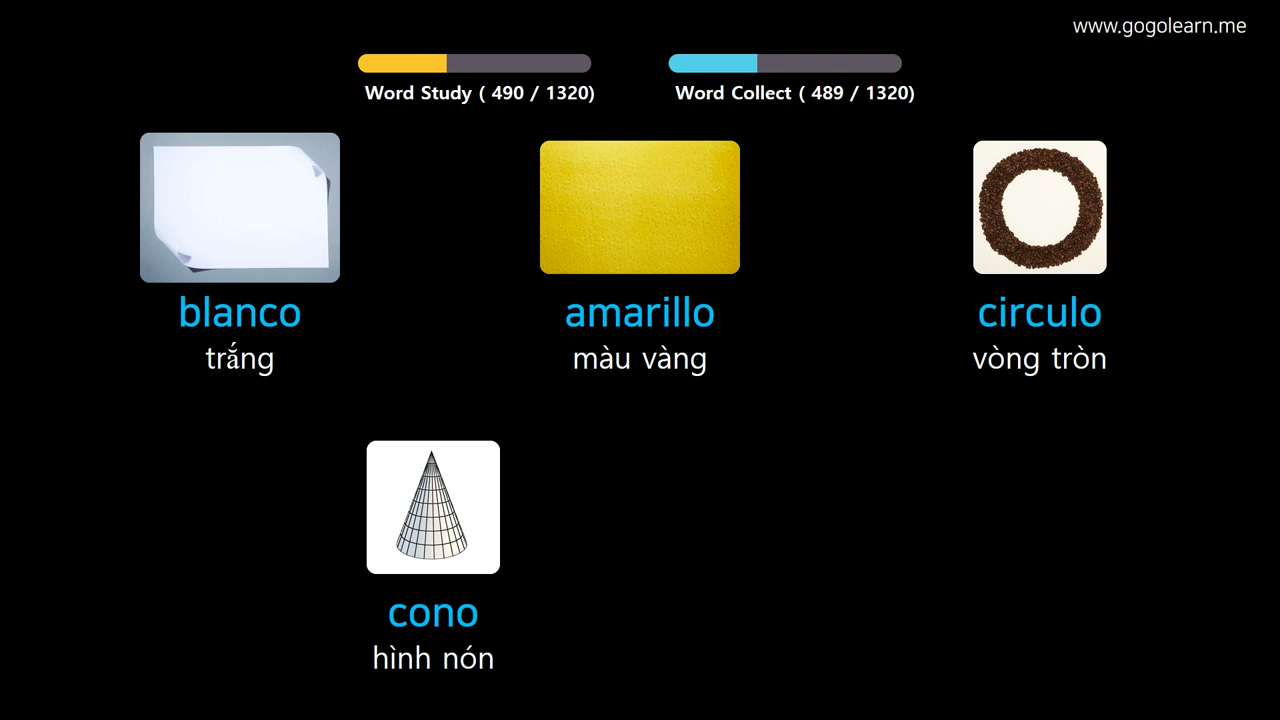 www.gogolearn.me
Word Study ( 490 / 1320)
Word Collect ( 489 / 1320)
blanco
trắng
amarillo
màu vàng
circulo
vòng tròn
cono
hình nón